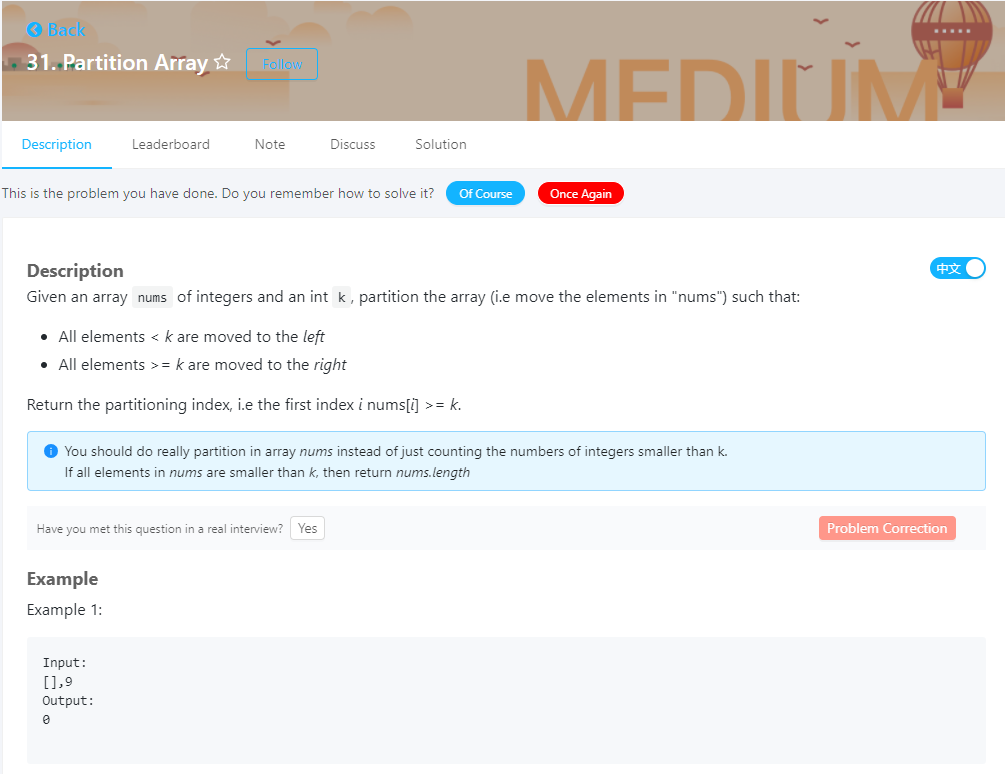 Back
31. Partition Array
Follow
MEDIUM
Description Leaderboard Note Discuss Solution
This is the problem you have done. Do you remember how to solve it? Of Course Once Again
Description
中文
Given an array nums of integers and an int k, partition the array (i.e move the elements in "nums") such that:
All elements < k are moved to the left
All elements >= k are moved to the right
Return the partitioning index, i.e the first index i nums[i] >= k.
You should do really partition in array nums instead of just counting the numbers of integers smaller than k.
If all elements in nums are smaller than k, then return nums.length
Have you met this question in a real interview? Yes
Problem Correction
Example
Example 1:
Input:
[],9
Output:
0